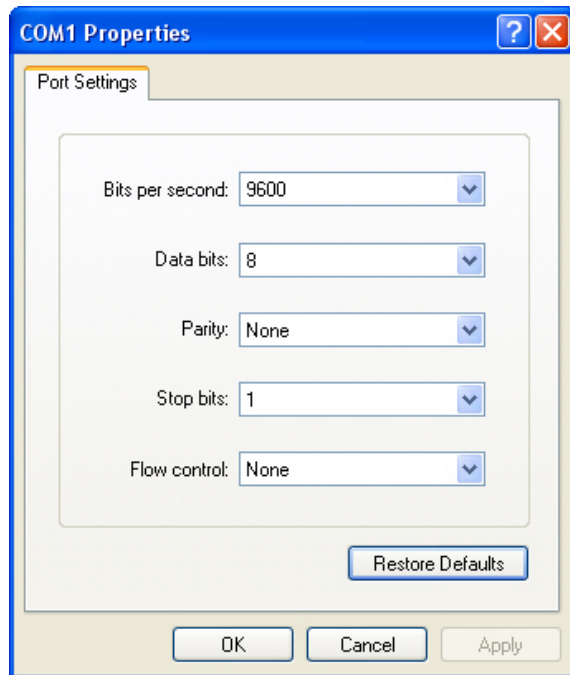 COM1 Properties
Port Settings
Bits per second: 9600
Data bits: 8
Parity: None
Stop bits: 1
Flow control: None
Restore Defaults
OK Cancel Apply